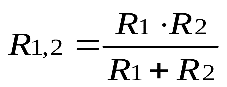 R1,2 = R1 · R2 / R1 + R2